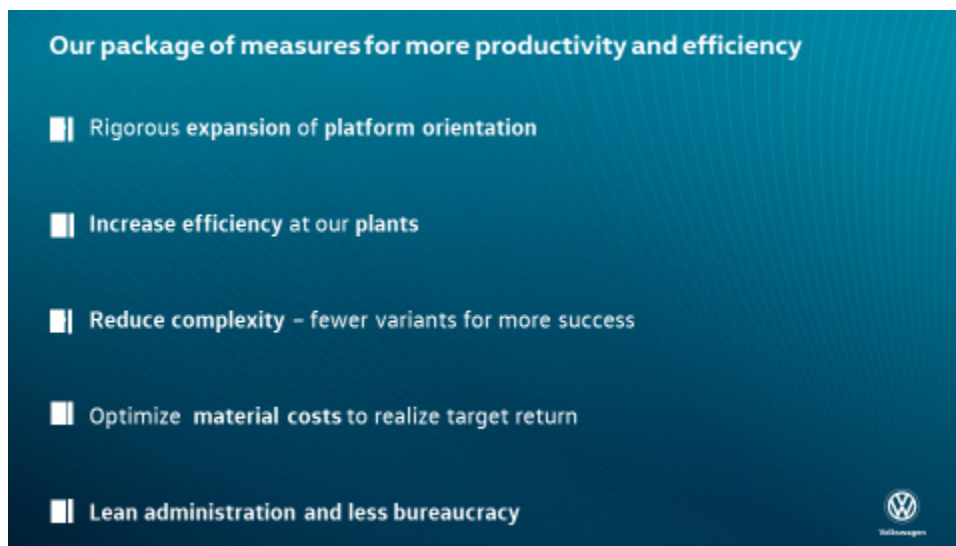 Our package of measures for more productivity and efficiency
Rigorous expansion of platform orientation
Increase efficiency at our plants
Reduce complexity – fewer variants for more success
Optimize material costs to realize target return
Lean administration and less bureaucracy
Volkswagen